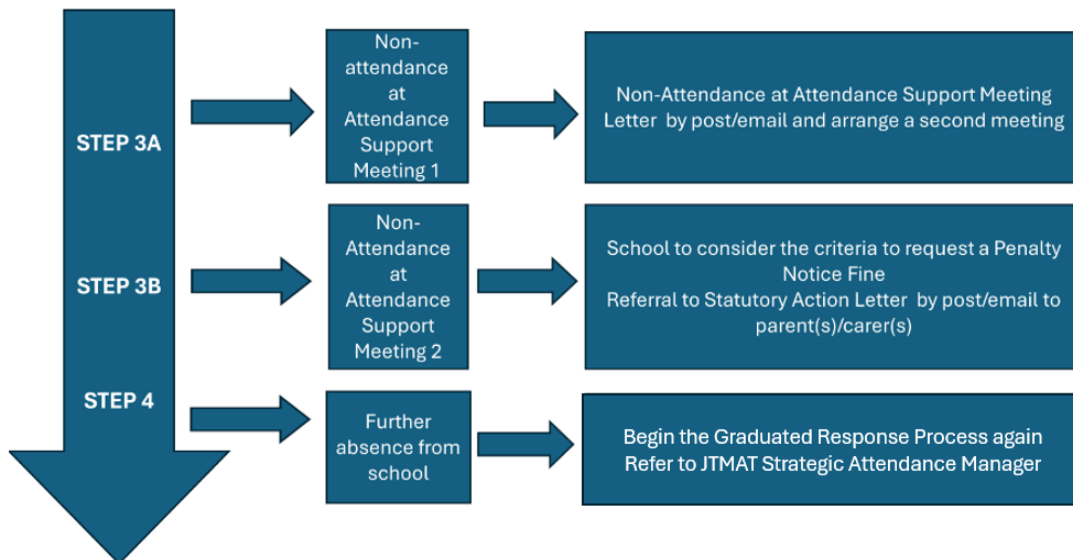 STEP 3A
Non-
attendance
at
Attendance
Support
Meeting 1
Non-Attendance at Attendance Support Meeting
Letter by post/email and arrange a second meeting
STEP 3B
Non-
Attendance
at
Attendance
Support
Meeting 2
School to consider the criteria to request a Penalty
Notice Fine
Referral to Statutory Action Letter by post/email to
parent(s)/carer(s)
STEP 4
Further
absence from
school
Begin the Graduated Response Process again
Refer to JTMAT Strategic Attendance Manager